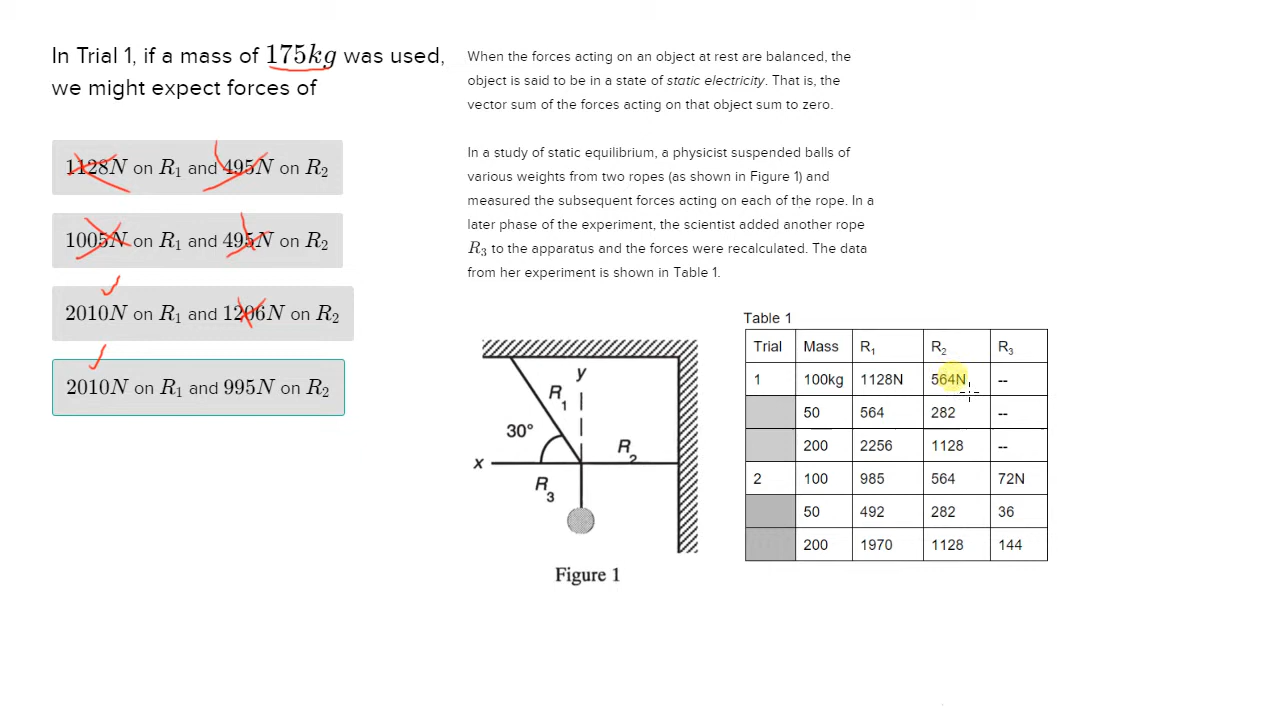 In Trial 1, if a mass of 175kg was used,
we might expect forces of
1128N on R₁ and 495N on R₂
1005N on R₁ and 495N on R₂
2010N on R₁ and 1206N on R₂
2010N on R₁ and 995N on R₂
When the forces acting on an object at rest are balanced, the
object is said to be in a state of static electricity. That is, the
vector sum of the forces acting on that object sum to zero.
In a study of static equilibrium, a physicist suspended balls of
various weights from two ropes (as shown in Figure 1) and
measured the subsequent forces acting on each of the rope. In a
later phase of the experiment, the scientist added another rope
R₃ to the apparatus and the forces were recalculated. The data
from her experiment is shown in Table 1.
y
R₁
30°
R₂
x
R₃
Figure 1
Table 1
Trial Mass R₁ R₂ R₃
1 100kg 1128N 564N --
50 564 282 --
200 2256 1128 --
2 100 985 564 72N
50 492 282 36
200 1970 1128 144